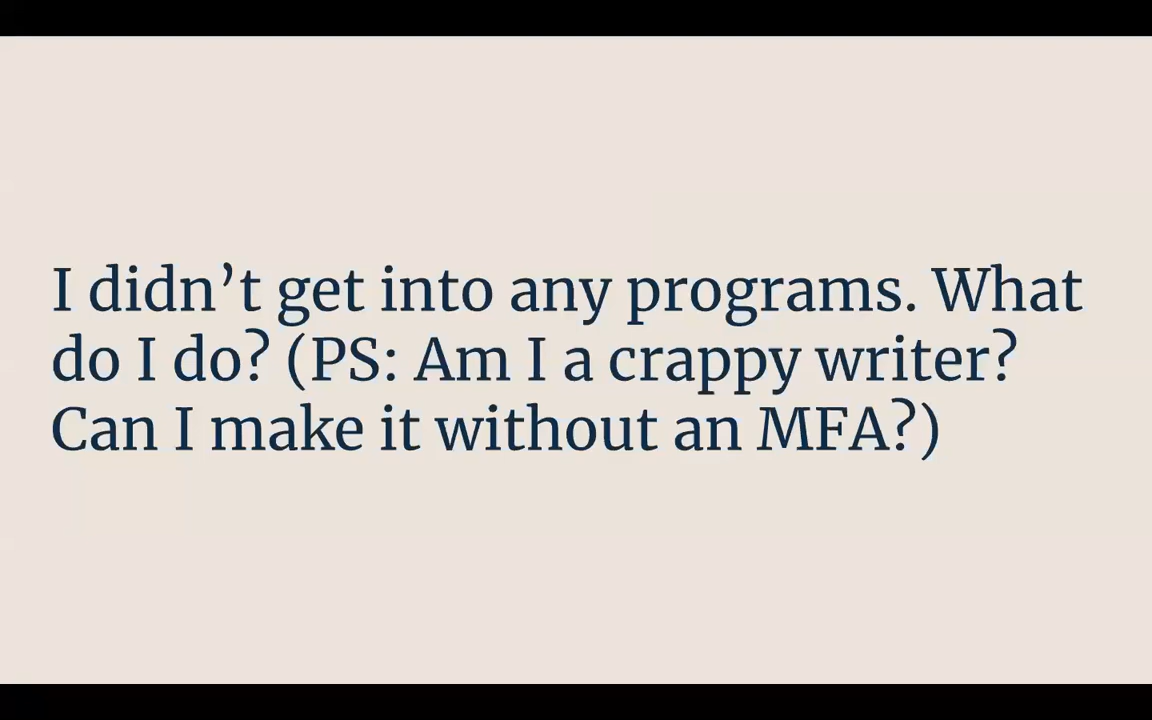 I didn’t get into any programs. What
do I do? (PS: Am I a crappy writer?
Can I make it without an MFA?)